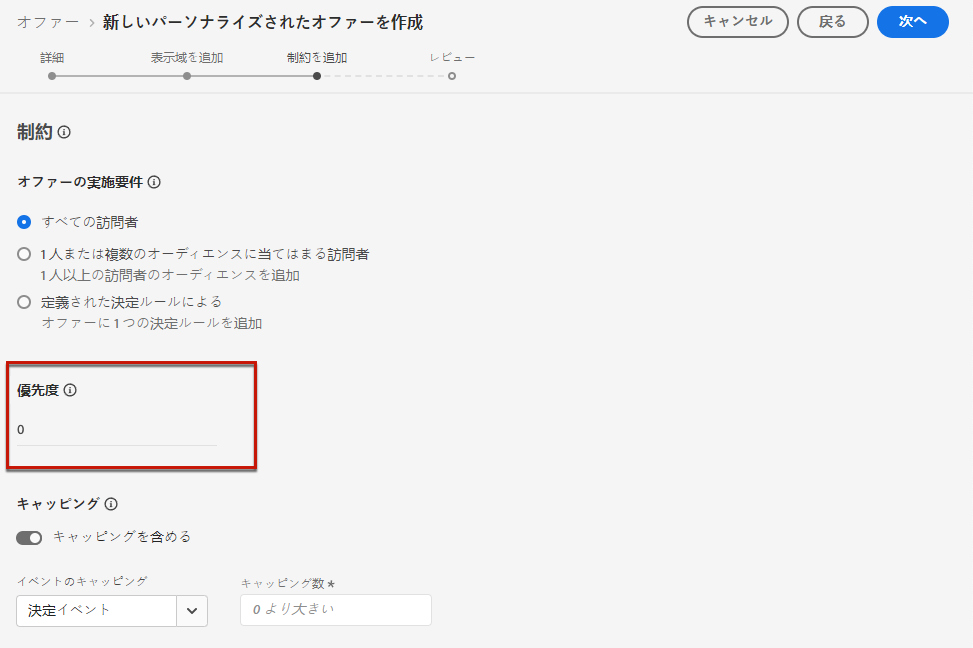 オファー > 新しいパーソナライズされたオファーを作成
キャンセル 戻る 次へ
詳細 表示域を追加 制約を追加 レビュー
制約
オファーの実施要件
すべての訪問者
1人または複数のオーディエンスに当てはまる訪問者
1人以上の訪問者のオーディエンスを追加
定義された決定ルールによる
オファーに1つの決定ルールを追加
優先度
0
キャッピング
キャッピングを含める
イベントのキャッピング キャッピング数 *
決定イベント 0 より大きい